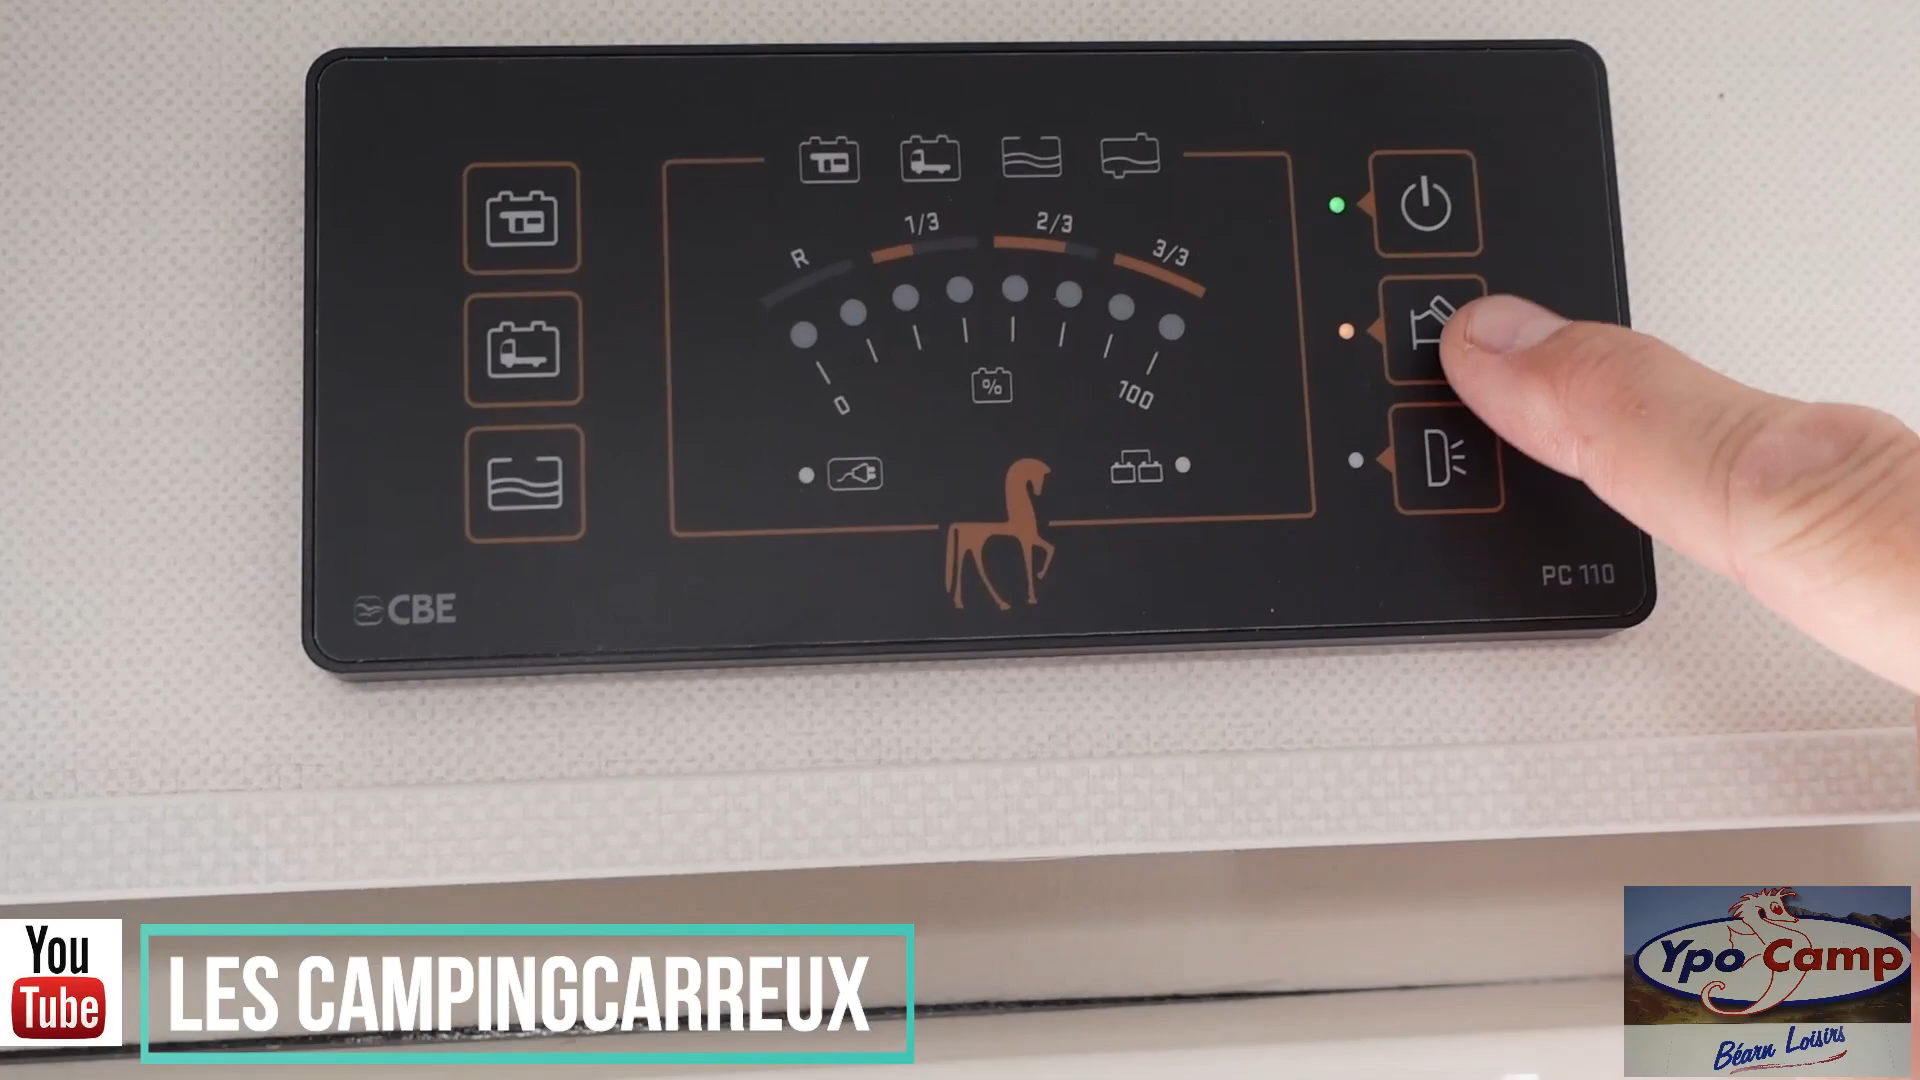 1/3
2/3
R
3/3
%
0
100
CBE
PC 110
You
Tube
LES CAMPINGCARREUX
Ypo Camp
Béarn Loisirs